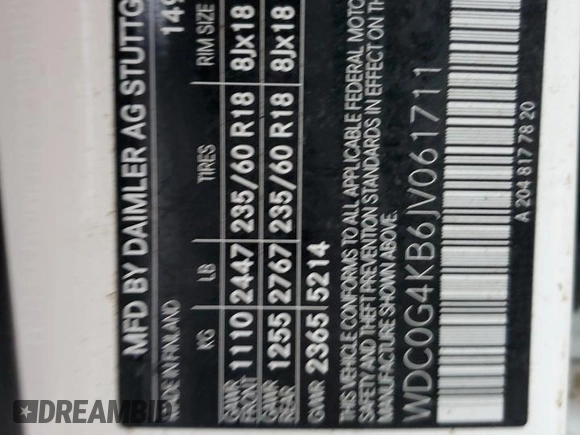 MFD BY DAIMLER AG STUTTG
MADE IN FINLAND 149
KG LB TIRES RIM SIZE
GAWR FRONT 1110 2447 235/60 R18 8Jx18
GAWR REAR 1255 2767 235/60 R18 8Jx18
GVWR 2365 5214
THIS VEHICLE CONFORMS TO ALL APPLICABLE FEDERAL MOTOR
SAFETY AND THEFT PREVENTION STANDARDS IN EFFECT ON T
MANUFACTURE SHOWN ABOVE.
WDC0G4KB6JV061711
A 204 817 78 20
DREAMBID